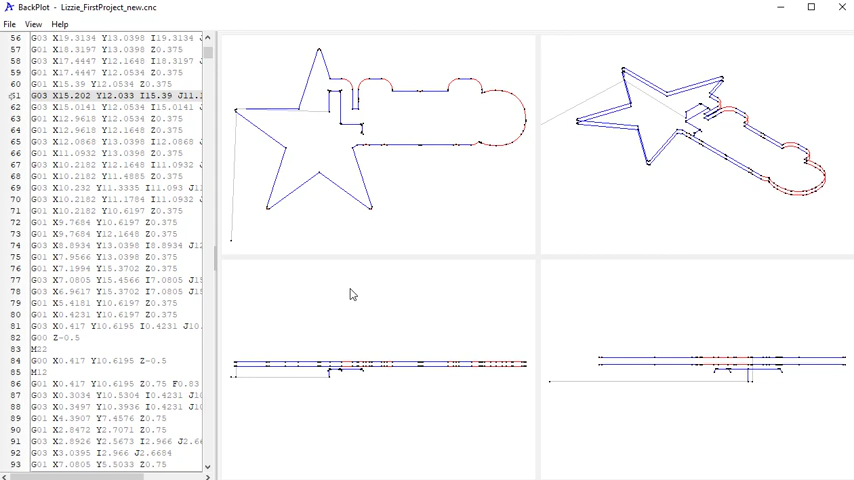 BackPlot - Lizzie_FirstProject_new.cnc
File View Help
56 G03 X19.3134 Y13.0398 I19.3134 J
57 G01 X18.3197 Y13.0398 Z0.375
58 G03 X17.4447 Y12.1648 I18.3197 J
59 G01 X17.4447 Y12.0534 Z0.375
60 G01 X15.39 Y12.0534 Z0.375
61 G03 X15.202 Y12.033 I15.39 J11.
62 G03 X15.0141 Y12.0534 I15.0141 J
63 G01 X12.9618 Y12.0534 Z0.375
64 G01 X12.9618 Y12.1648 Z0.375
65 G03 X12.0868 Y13.0398 I12.0868 J
66 G01 X11.0932 Y13.0398 Z0.375
67 G03 X10.2182 Y12.1648 I11.0932 J
68 G01 X10.2182 Y11.4885 Z0.375
69 G03 X10.232 Y11.3335 I11.093 J1
70 G03 X10.2182 Y11.1784 I11.0932 J
71 G01 X10.2182 Y10.6197 Z0.375
72 G01 X9.7684 Y10.6197 Z0.375
73 G01 X9.7684 Y12.1648 Z0.375
74 G03 X8.8934 Y13.0398 I8.8934 J1
75 G01 X7.9566 Y13.0398 Z0.375
76 G01 X7.1904 Y15.3702 Z0.375
77 G03 X7.0805 Y15.4566 I7.0805 J15
78 G03 X6.9617 Y15.3702 I7.0805 J15
79 G01 X5.4181 Y10.6197 Z0.375
80 G01 X0.4231 Y10.6197 Z0.375
81 G03 X0.417 Y10.6195 I0.4231 J10.
82 G00 Z-0.5
83 M22
84 G00 X0.417 Y10.6195 Z-0.5
85 M12
86 G01 X0.417 Y10.6195 Z0.75 F0.83
87 G03 X0.3034 Y10.5304 I0.4231 J10
88 G03 X0.3497 Y10.3936 I0.4231 J10
89 G01 X4.3907 Y7.4576 Z0.75
90 G01 X2.8472 Y2.7071 Z0.75
91 G03 X2.8926 Y2.5673 I2.966 J2.66
92 G03 X3.0395 I2.966 J2.6684
93 G01 X7.0805 Y5.5033 Z0.75